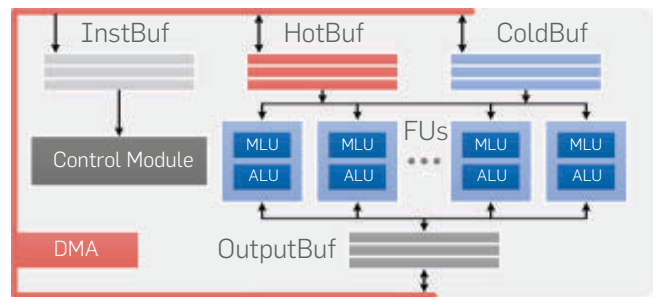 InstBuf HotBuf ColdBuf
FUs
Control Module
MLU MLU MLU MLU
ALU ALU ALU ALU
DMA
OutputBuf